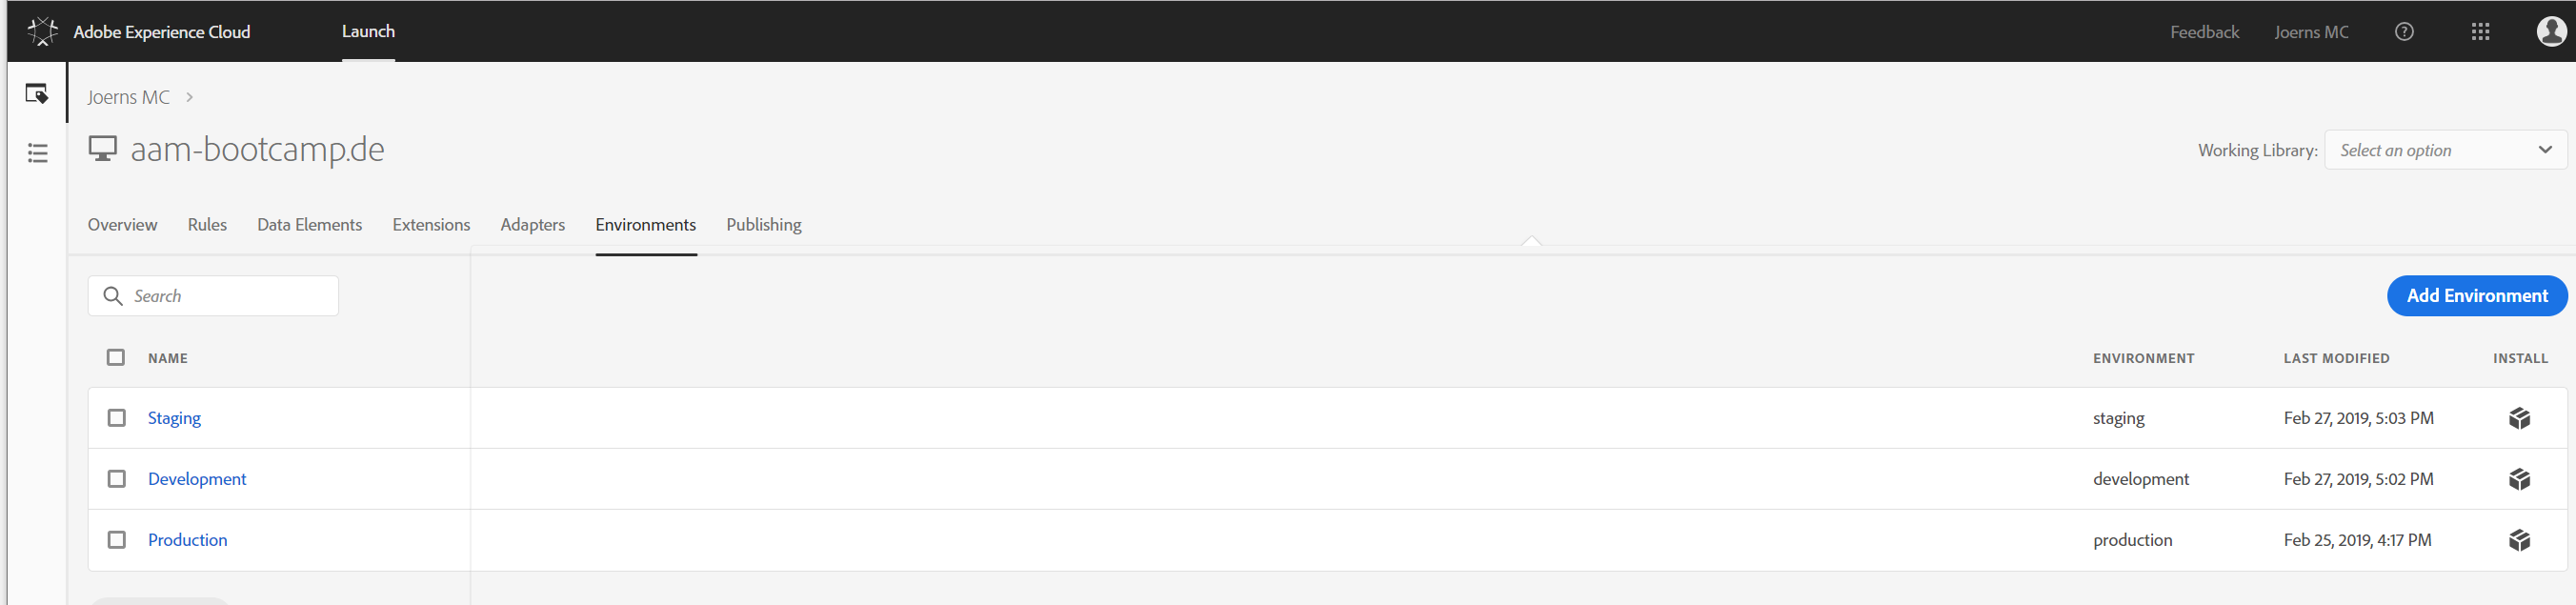 Adobe Experience Cloud Launch Feedback Joerns MC ?
Joerns MC >
aam-bootcamp.de
Working Library: Select an option
Overview Rules Data Elements Extensions Adapters Environments Publishing
Search
Add Environment
NAME ENVIRONMENT LAST MODIFIED INSTALL
Staging staging Feb 27, 2019, 5:03 PM
Development development Feb 27, 2019, 5:02 PM
Production production Feb 25, 2019, 4:17 PM